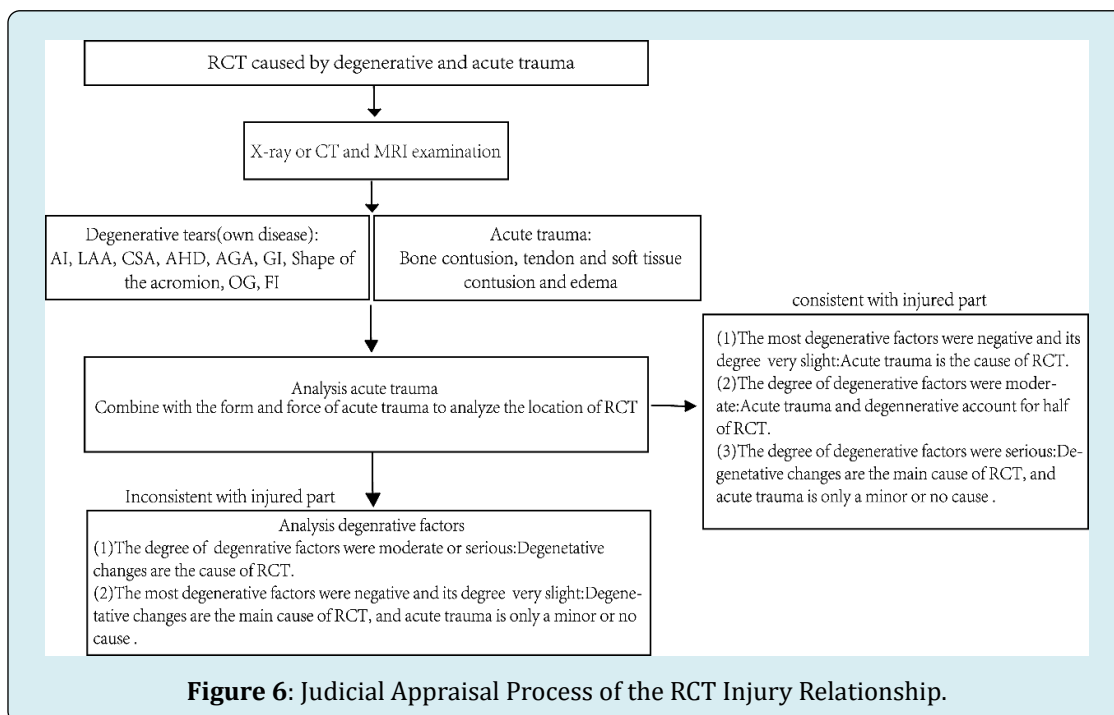 RCT caused by degenerative and acute trauma
X-ray or CT and MRI examination
Degenerative tears(own disease):
AI, LAA, CSA, AHD, AGA, GI, Shape of
the acromion, OG, FI
Acute trauma:
Bone contusion, tendon and soft tissue
contusion and edema
consistent with injured part
(1)The most degenerative factors were negative and its
degree very slight:Acute trauma is the cause of RCT.
(2)The degree of degenerative factors were moder-
ate:Acute trauma and degennerative account for half
of RCT.
(3)The degree of degenerative factors were serious:De-
genetative changes are the main cause of RCT, and
acute trauma is only a minor or no cause .
Analysis acute trauma
Combine with the form and force of acute trauma to analyze the location of RCT
Inconsistent with injured part
Analysis degenrative factors
(1)The degree of degenrative factors were moderate or serious:Degenetative
changes are the cause of RCT.
(2)The most degenerative factors were negative and its degree very slight:Degene-
tative changes are the main cause of RCT, and acute trauma is only a minor or no
cause .
Figure 6: Judicial Appraisal Process of the RCT Injury Relationship.